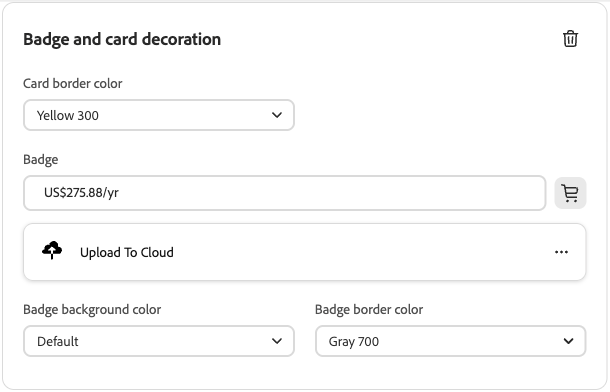 Badge and card decoration
Card border color
Yellow 300
Badge
US$275.88/yr
Upload To Cloud
Badge background color
Badge border color
Default
Gray 700